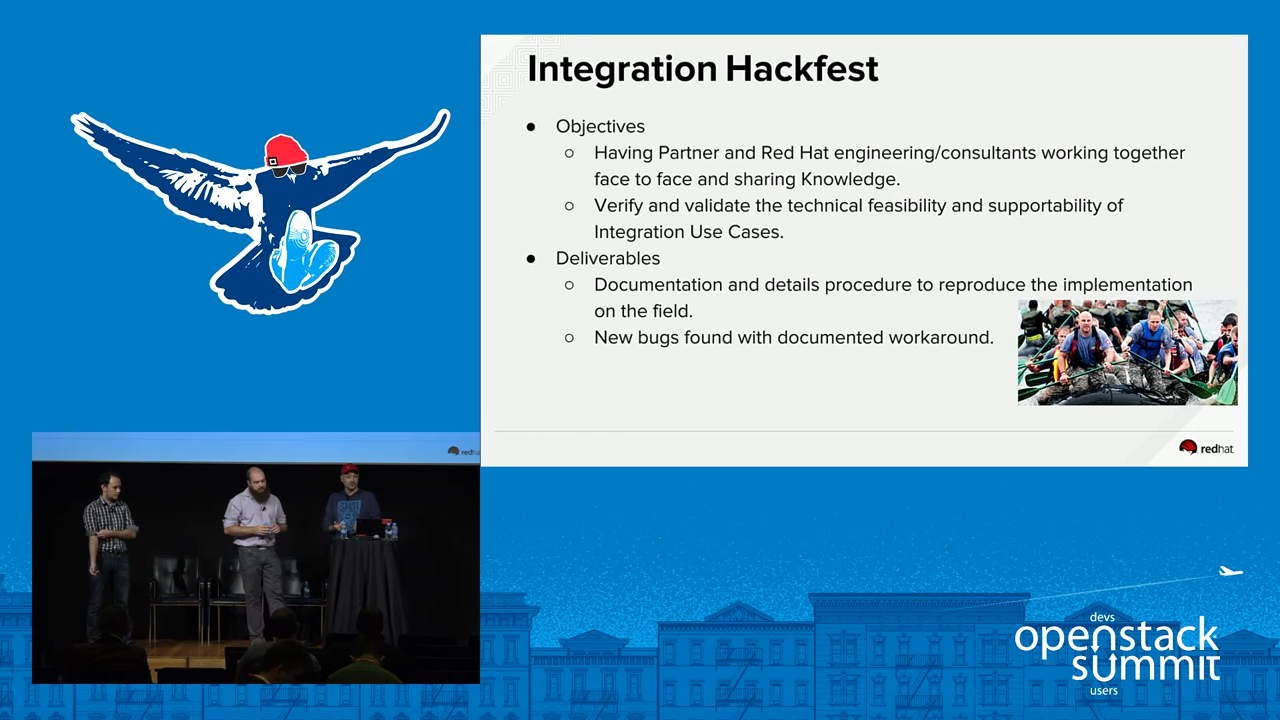 Integration Hackfest
● Objectives
○ Having Partner and Red Hat engineering/consultants working together
face to face and sharing Knowledge.
○ Verify and validate the technical feasibility and supportability of
Integration Use Cases.
● Deliverables
○ Documentation and details procedure to reproduce the implementation
on the field.
○ New bugs found with documented workaround.
redhat
redha
devs
openstack
summit
users